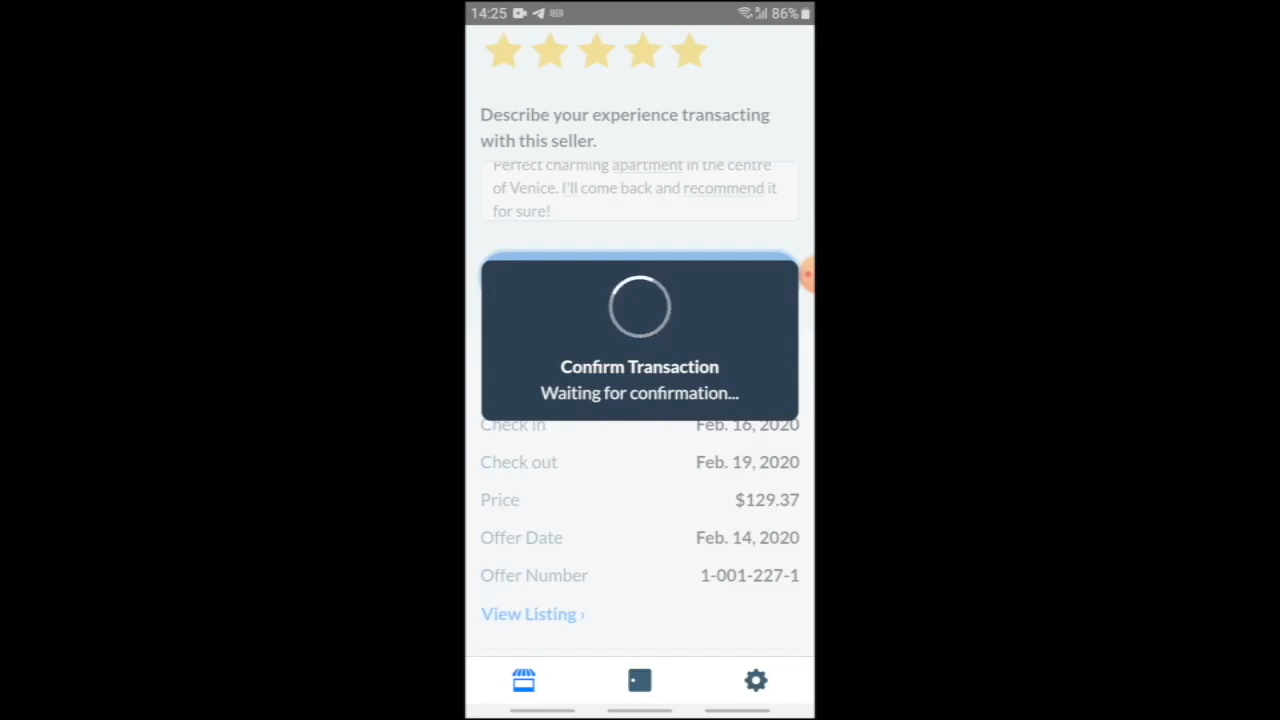 14:25 86%
Describe your experience transacting
with this seller.
Perfect charming apartment in the centre
of Venice. I'll come back and recommend it
for sure!
Confirm Transaction
Waiting for confirmation...
Check in Feb. 16, 2020
Check out Feb. 19, 2020
Price $129.37
Offer Date Feb. 14, 2020
Offer Number 1-001-227-1
View Listing ›